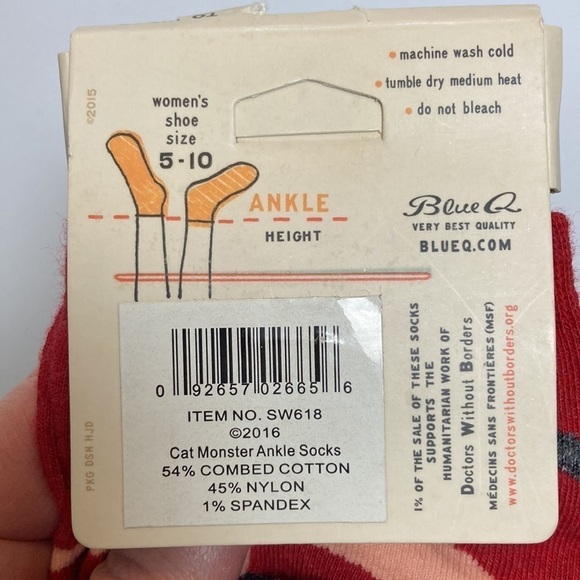 ©2015
women's
shoe
size
5-10
ANKLE
HEIGHT
• machine wash cold
• tumble dry medium heat
• do not bleach
Blue Q
VERY BEST QUALITY
BLUEQ.COM
0 92657 02665 6
ITEM NO. SW618
©2016
Cat Monster Ankle Socks
54% COMBED COTTON
45% NYLON
1% SPANDEX
PKG DSN HJD
1% OF THE SALE OF THESE SOCKS
SUPPORTS THE
HUMANITARIAN WORK OF
Doctors Without Borders
MÉDECINS SANS FRONTIÈRES (MSF)
www.doctorswithoutborders.org